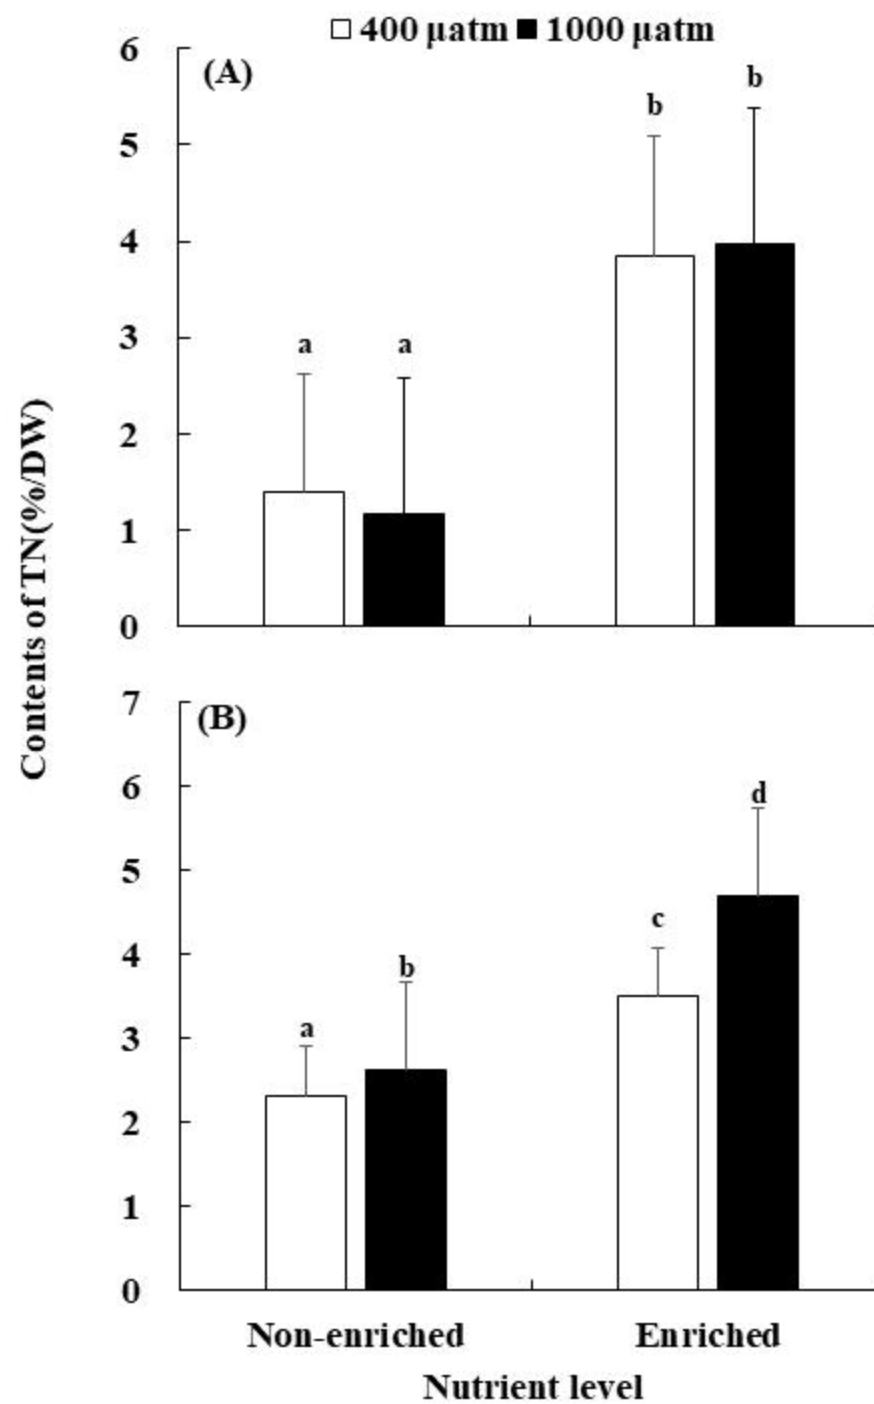 400 μatm 1000 μatm
(A)
6
5
4
3
2
1
0
a a b b
Contents of TN(%/DW)
(B)
7
6
5
4
3
2
1
0
a b c d
Non-enriched Enriched
Nutrient level